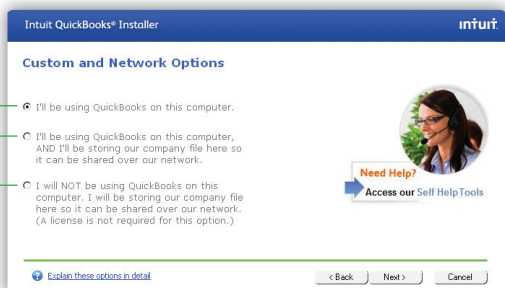 Intuit QuickBooks® Installer
ıntuıt.
Custom and Network Options
I'll be using QuickBooks on this computer.
I'll be using QuickBooks on this computer,
AND I'll be storing our company file here so
it can be shared over our network.
I will NOT be using QuickBooks on this
computer. I will be storing our company file
here so it can be shared over our network.
(A license is not required for this option.)
Need Help?
Access our Self Help Tools
? Explain these options in detail
< Back
Next >
Cancel